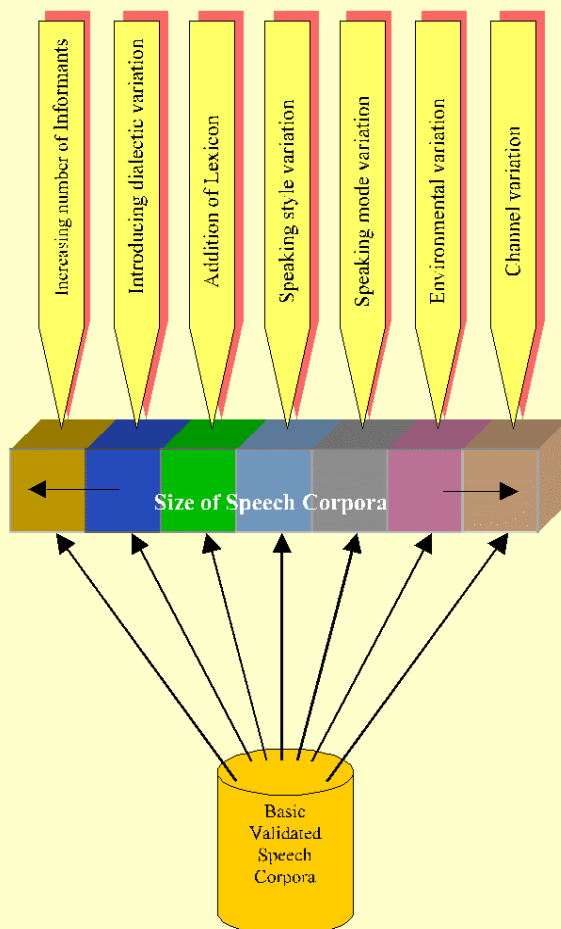 Increasing number of Informants
Introducing dialectic variation
Addition of Lexicon
Speaking style variation
Speaking mode variation
Environmental variation
Channel variation
Size of Speech Corpora
Basic
Validated
Speech
Corpora